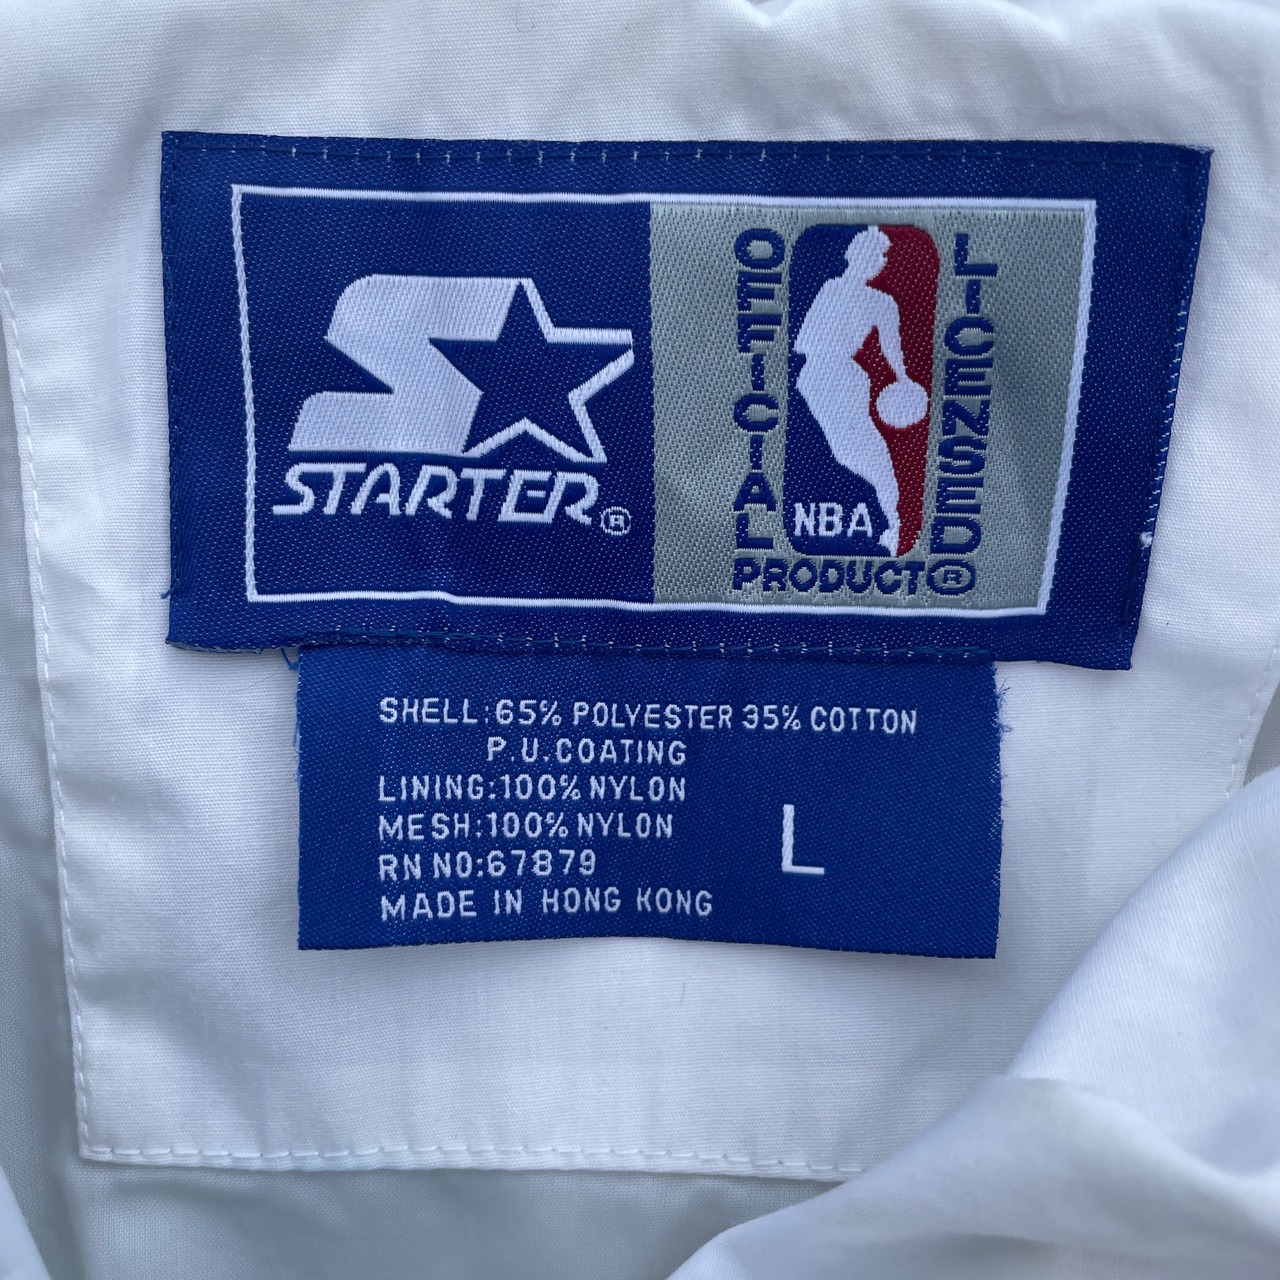 STARTER®
OFFICIAL
LICENSED
NBA
PRODUCT®
SHELL:65% POLYESTER 35% COTTON
P.U.COATING
LINING:100% NYLON
MESH:100% NYLON
RN NO:67879
MADE IN HONG KONG
L